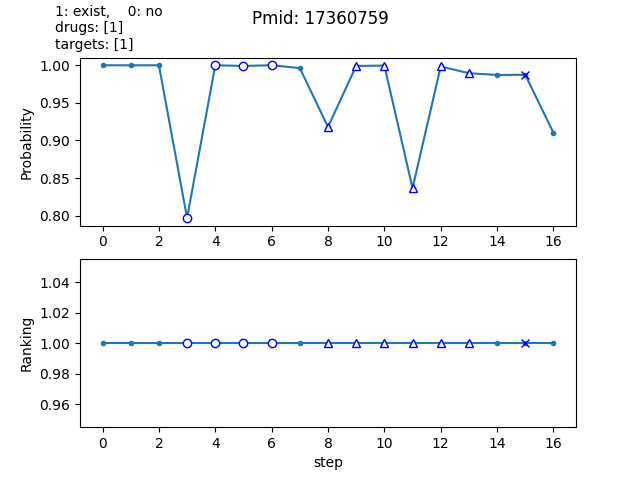 1: exist,    0: no
drugs: [1]
targets: [1]
Pmid: 17360759
1.00
0.95
0.90
0.85
0.80
Probability
0 2 4 6 8 10 12 14 16
1.04
1.02
1.00
0.98
0.96
Ranking
0 2 4 6 8 10 12 14 16
step